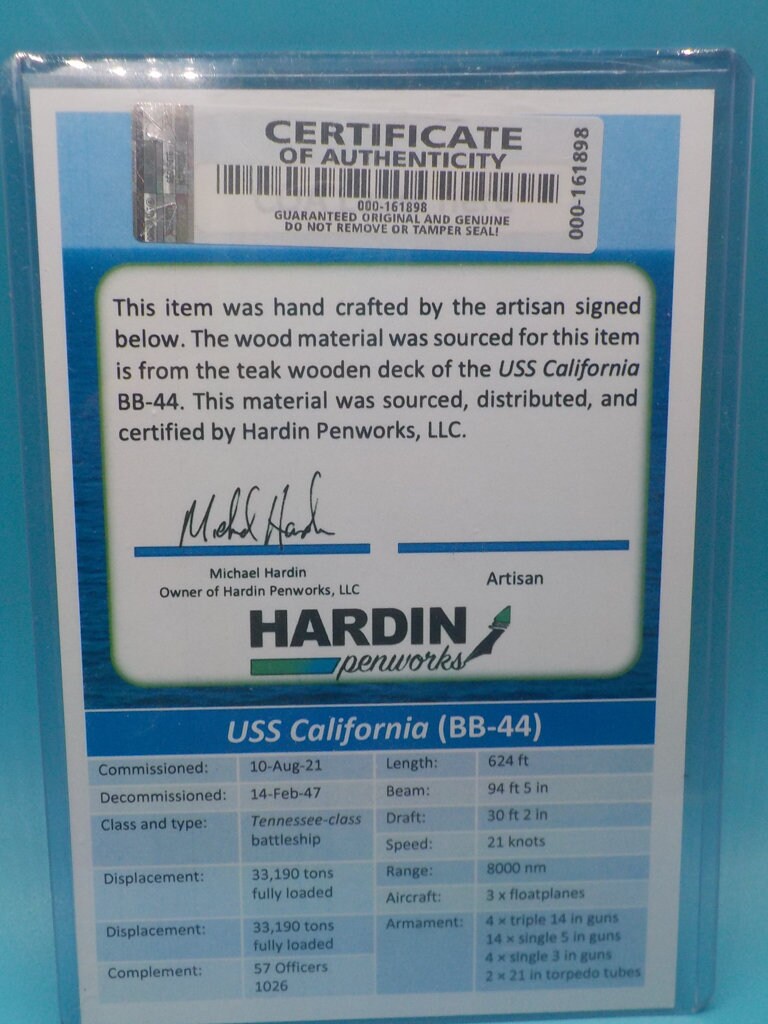 CERTIFICATE
OF AUTHENTICITY
000-161898
GUARANTEED ORIGINAL AND GENUINE
DO NOT REMOVE OR TAMPER SEAL!
000-161898
This item was hand crafted by the artisan signed
below. The wood material was sourced for this item
is from the teak wooden deck of the USS California
BB-44. This material was sourced, distributed, and
certified by Hardin Penworks, LLC.
Michael Hardin
Owner of Hardin Penworks, LLC
Artisan
HARDIN
penworks
USS California (BB-44)
Commissioned: 10-Aug-21
Decommissioned: 14-Feb-47
Class and type: Tennessee-class
battleship
Displacement: 33,190 tons
fully loaded
Displacement: 33,190 tons
fully loaded
Complement: 57 Officers
1026
Length: 624 ft
Beam: 94 ft 5 in
Draft: 30 ft 2 in
Speed: 21 knots
Range: 8000 nm
Aircraft: 3 x floatplanes
Armament: 4 × triple 14 in guns
14 × single 5 in guns
4 × single 3 in guns
2 × 21 in torpedo tubes